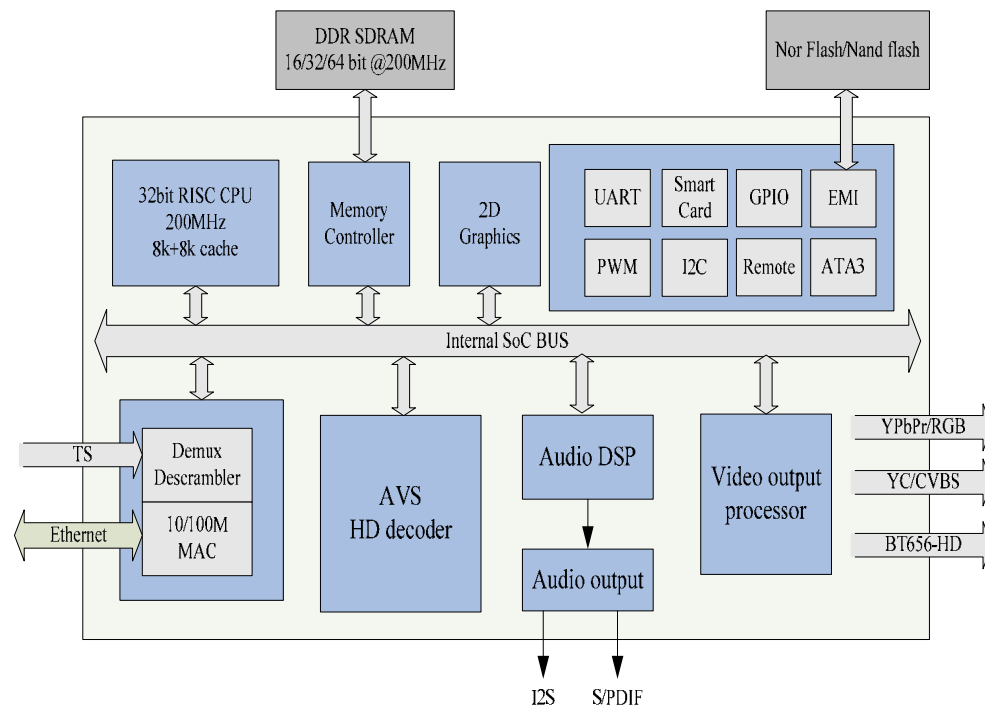 DDR SDRAM
16/32/64 bit @200MHz
Nor Flash/Nand flash
32bit RISC CPU
200MHz
8k+8k cache
Memory
Controller
2D
Graphics
UART
Smart
Card
GPIO
EMI
PWM
I2C
Remote
ATA3
Internal SoC BUS
TS
Demux
Descrambler
Ethernet
10/100M
MAC
AVS
HD decoder
Audio DSP
Audio output
Video output
processor
YPbPr/RGB
YC/CVBS
BT656-HD
I2S
S/PDIF